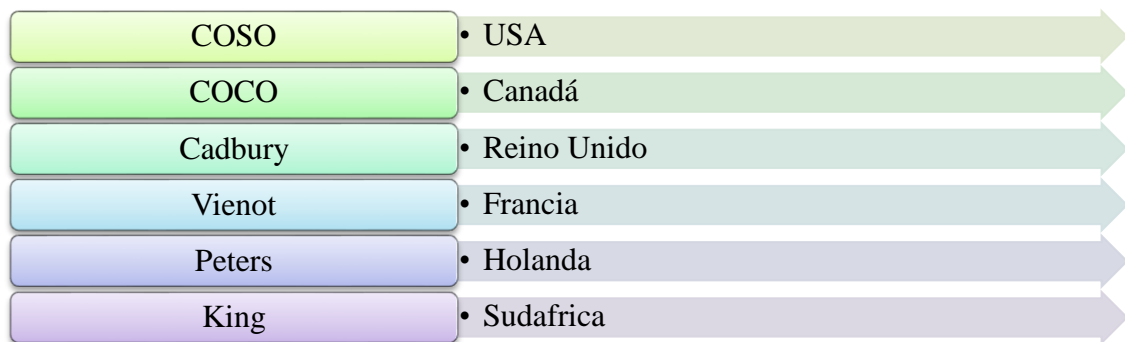 COSO • USA
COCO • Canadá
Cadbury • Reino Unido
Vienot • Francia
Peters • Holanda
King • Sudafrica